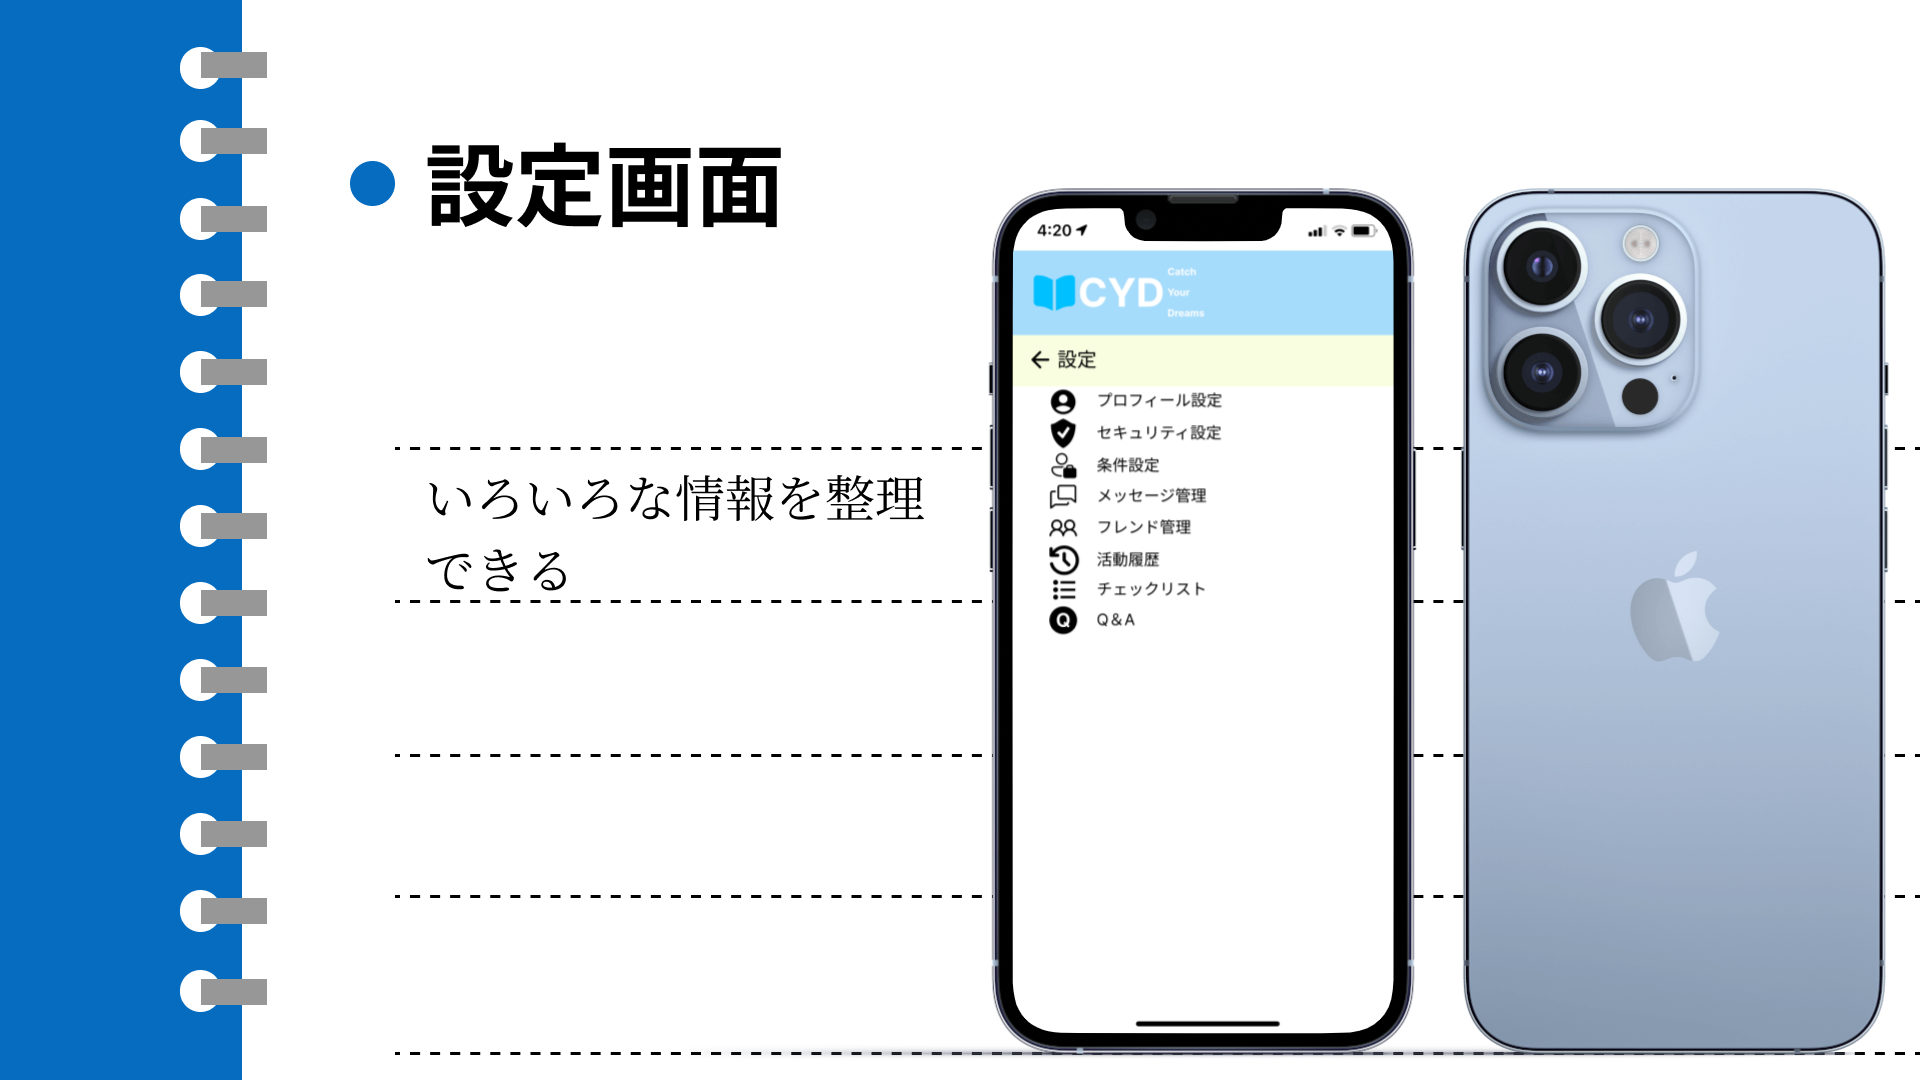 設定画面
いろいろな情報を整理
できる
4:20
CYD
Catch
Your
Dreams
設定
プロフィール設定
セキュリティ設定
条件設定
メッセージ管理
フレンド管理
活動履歴
チェックリスト
Q Q&A